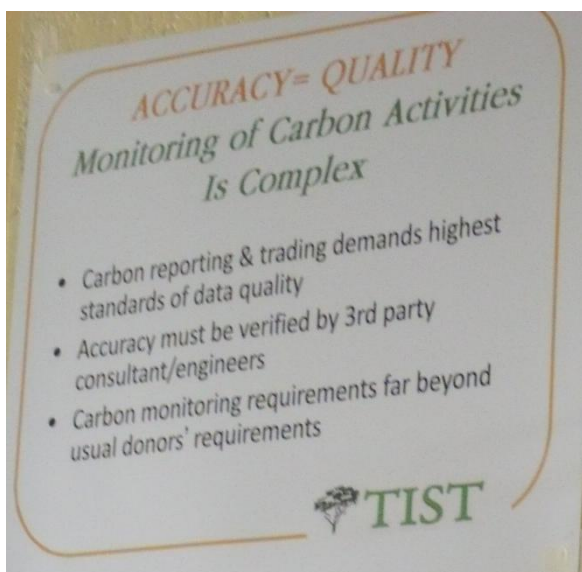 ACCURACY= QUALITY
Monitoring of Carbon Activities
Is Complex
• Carbon reporting & trading demands highest
standards of data quality
• Accuracy must be verified by 3rd party
consultant/engineers
• Carbon monitoring requirements far beyond
usual donors' requirements
TIST